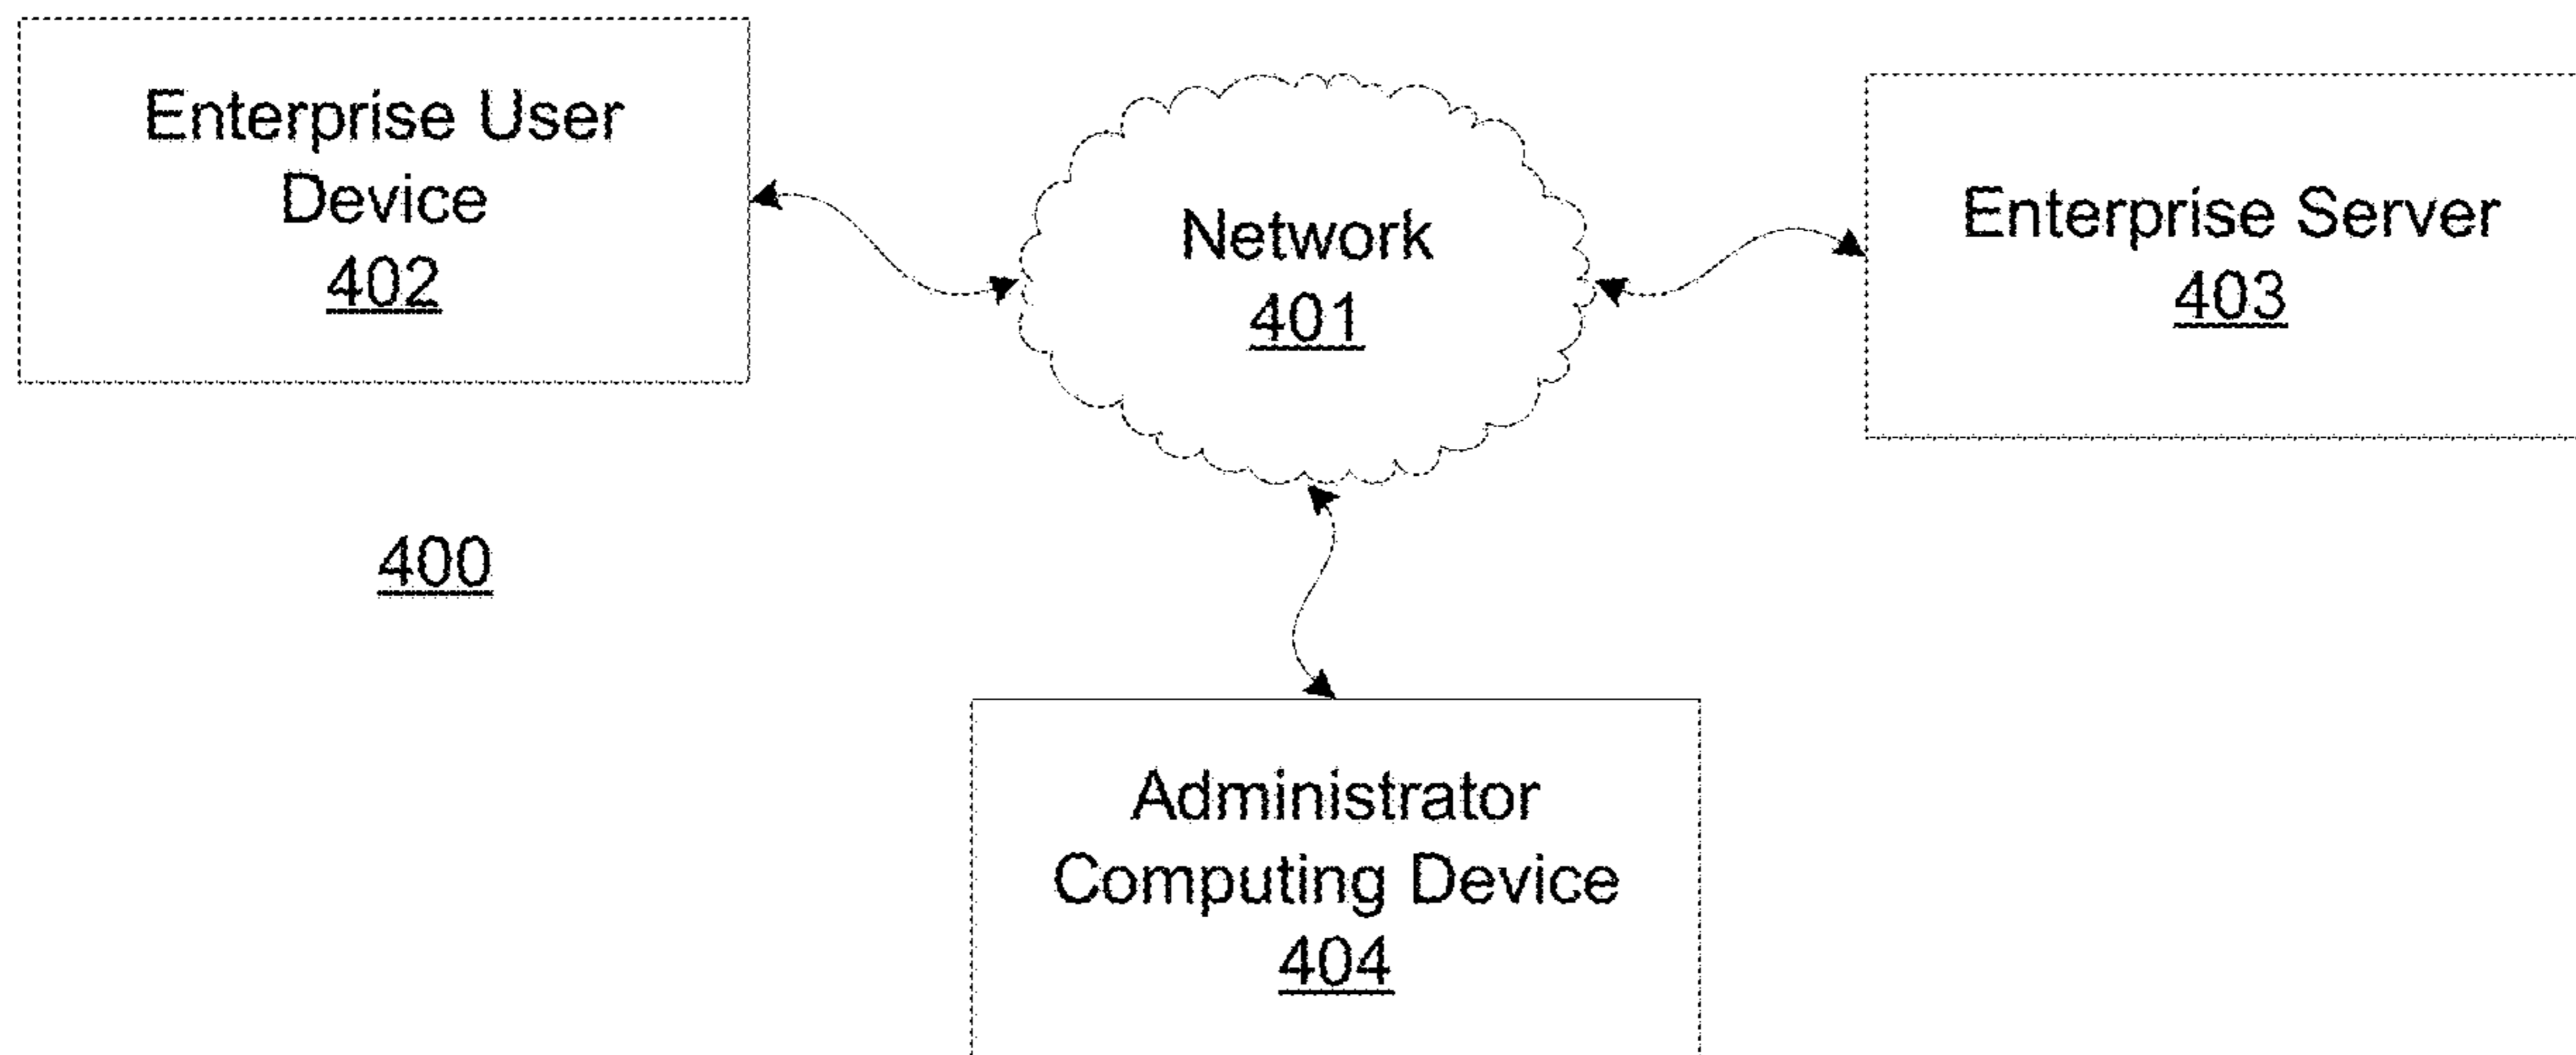 Enterprise User
Device
402
Network
401
Enterprise Server
403
400
Administrator
Computing Device
404